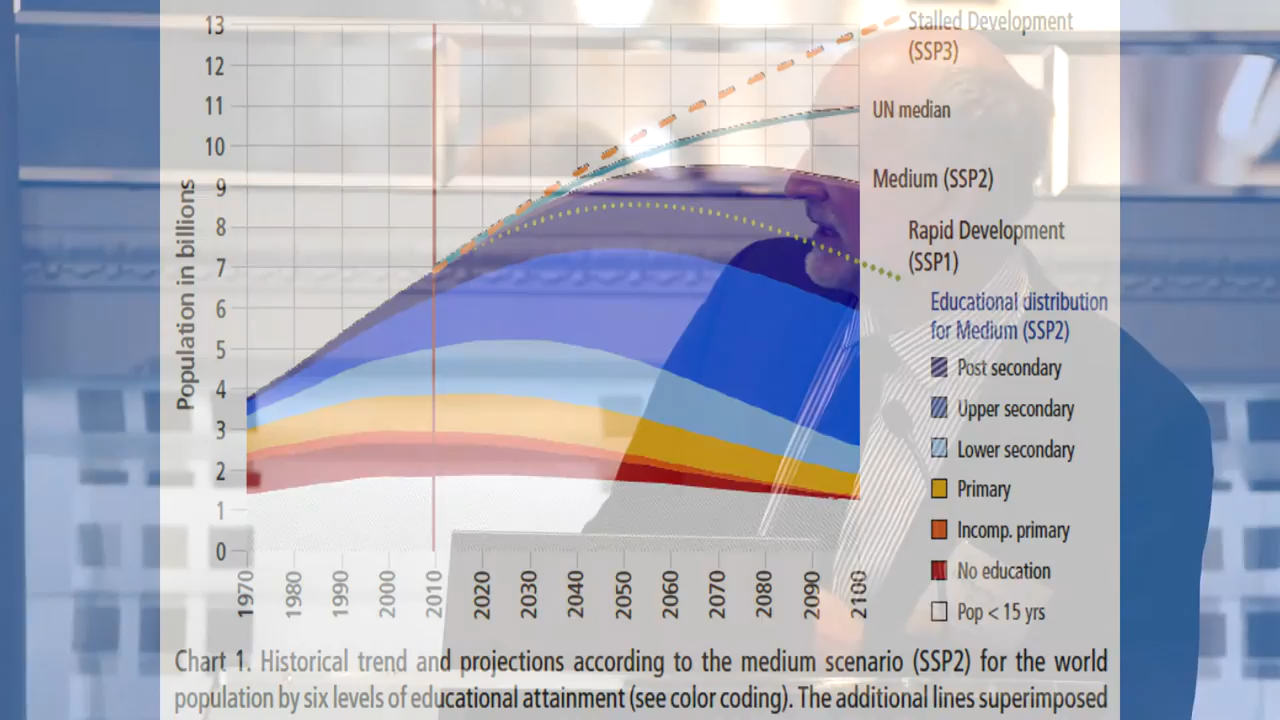 13
Stalled Development
(SSP3)
12
11
UN median
10
9
Medium (SSP2)
8
Rapid Development
(SSP1)
7
6
Educational distribution
for Medium (SSP2)
5
Post secondary
4
Upper secondary
3
Lower secondary
2
Primary
1
Incomp. primary
0
No education
Pop < 15 yrs
Population in billions
1970 1980 1990 2000 2010 2020 2030 2040 2050 2060 2070 2080 2090 2100
Chart 1. Historical trend and projections according to the medium scenario (SSP2) for the world
population by six levels of educational attainment (see color coding). The additional lines superimposed